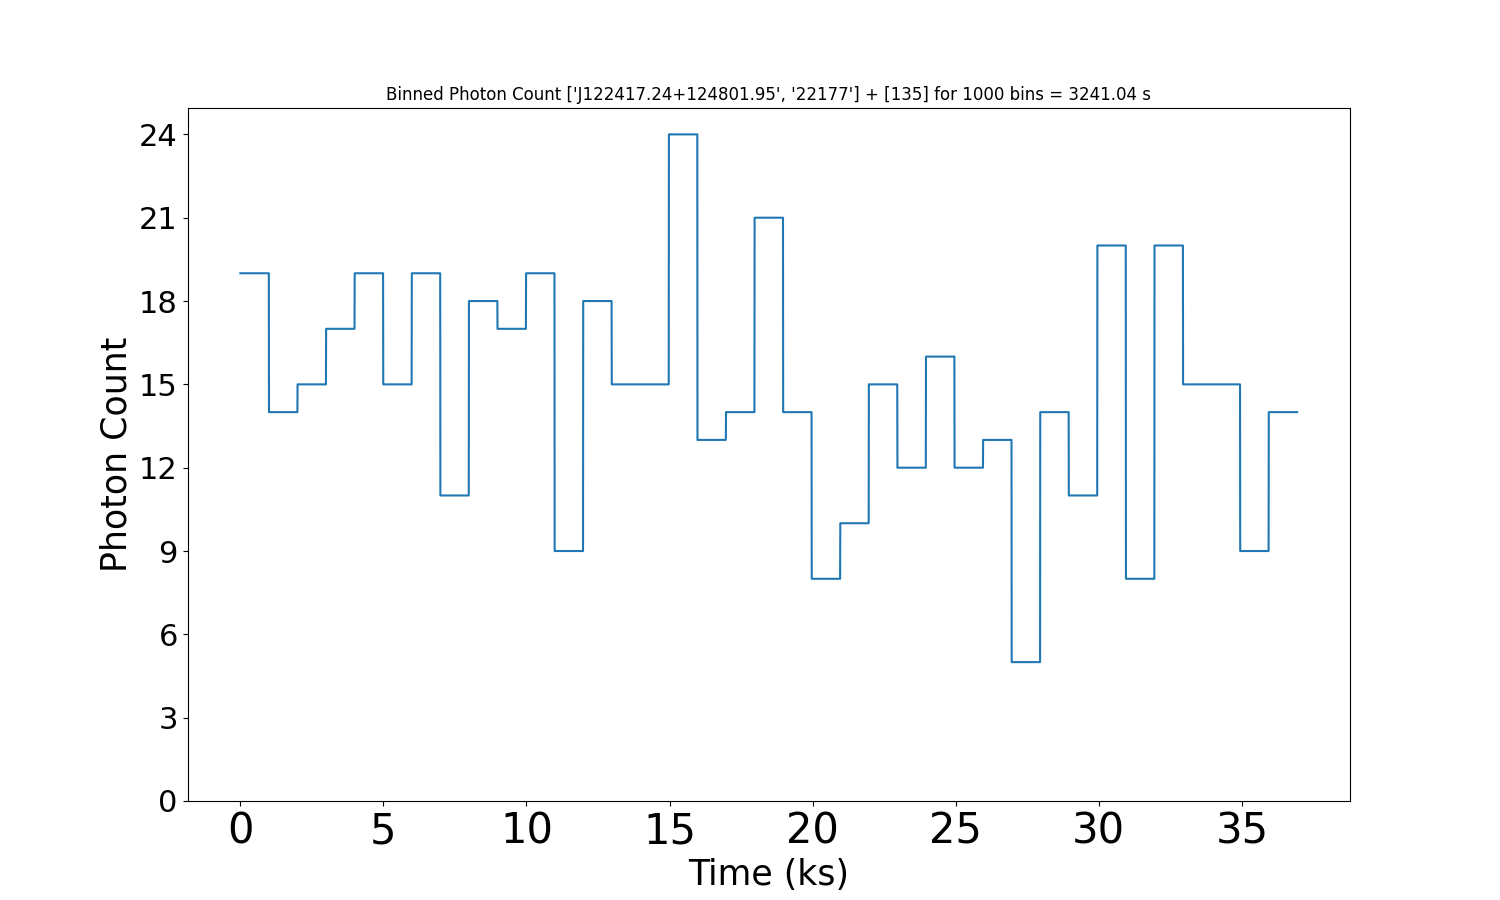 Binned Photon Count ['J122417.24+124801.95', '22177'] + [135] for 1000 bins = 3241.04 s
24
21
18
15
12
9
6
3
0
Photon Count
0 5 10 15 20 25 30 35
Time (ks)